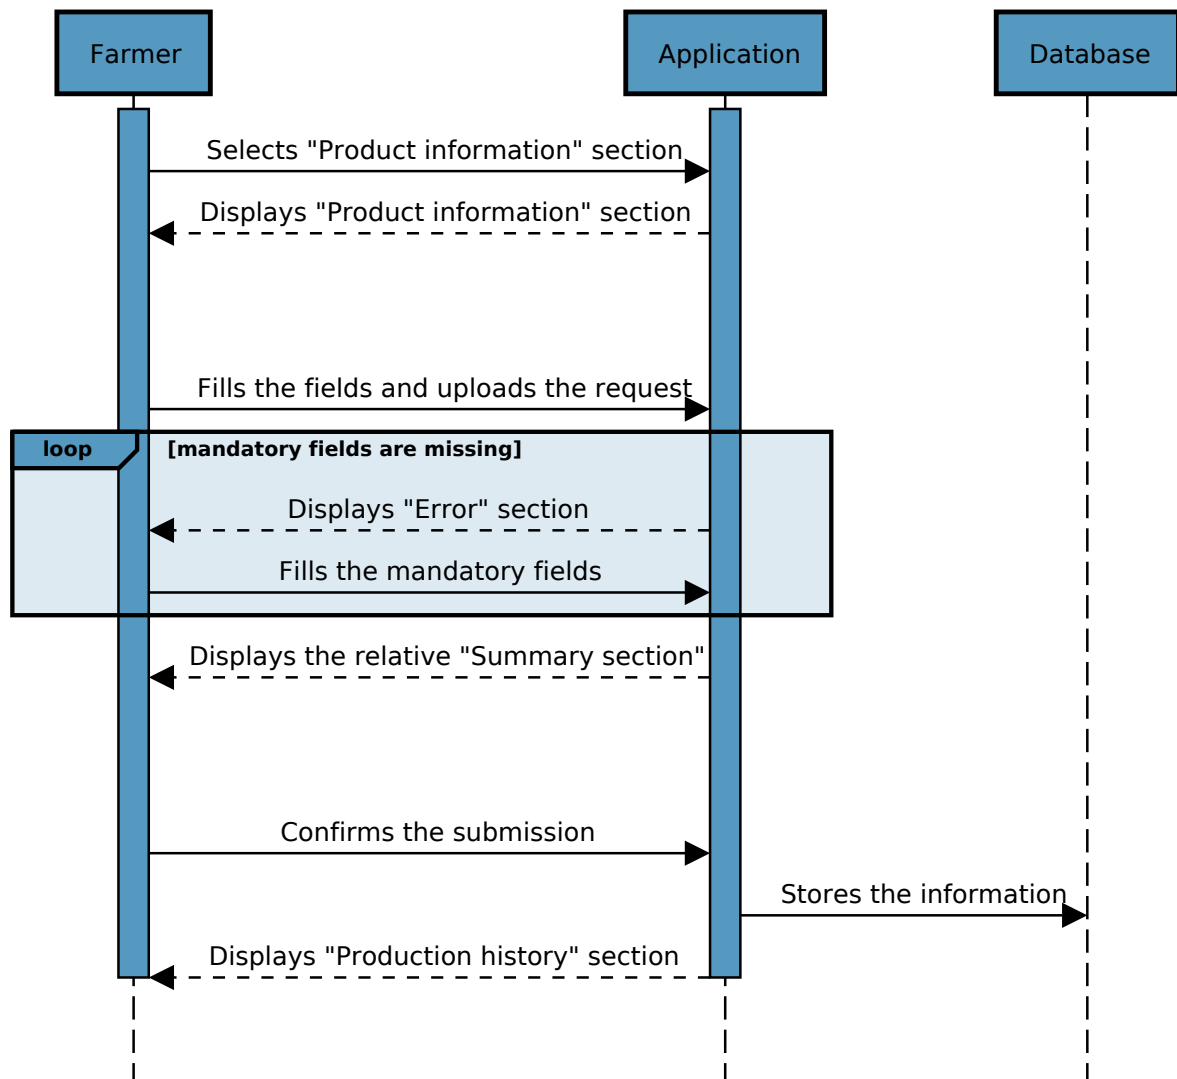 Farmer
Application
Database
Selects "Product information" section
Displays "Product information" section
Fills the fields and uploads the request
loop
[mandatory fields are missing]
Displays "Error" section
Fills the mandatory fields
Displays the relative "Summary section"
Confirms the submission
Stores the information
Displays "Production history" section